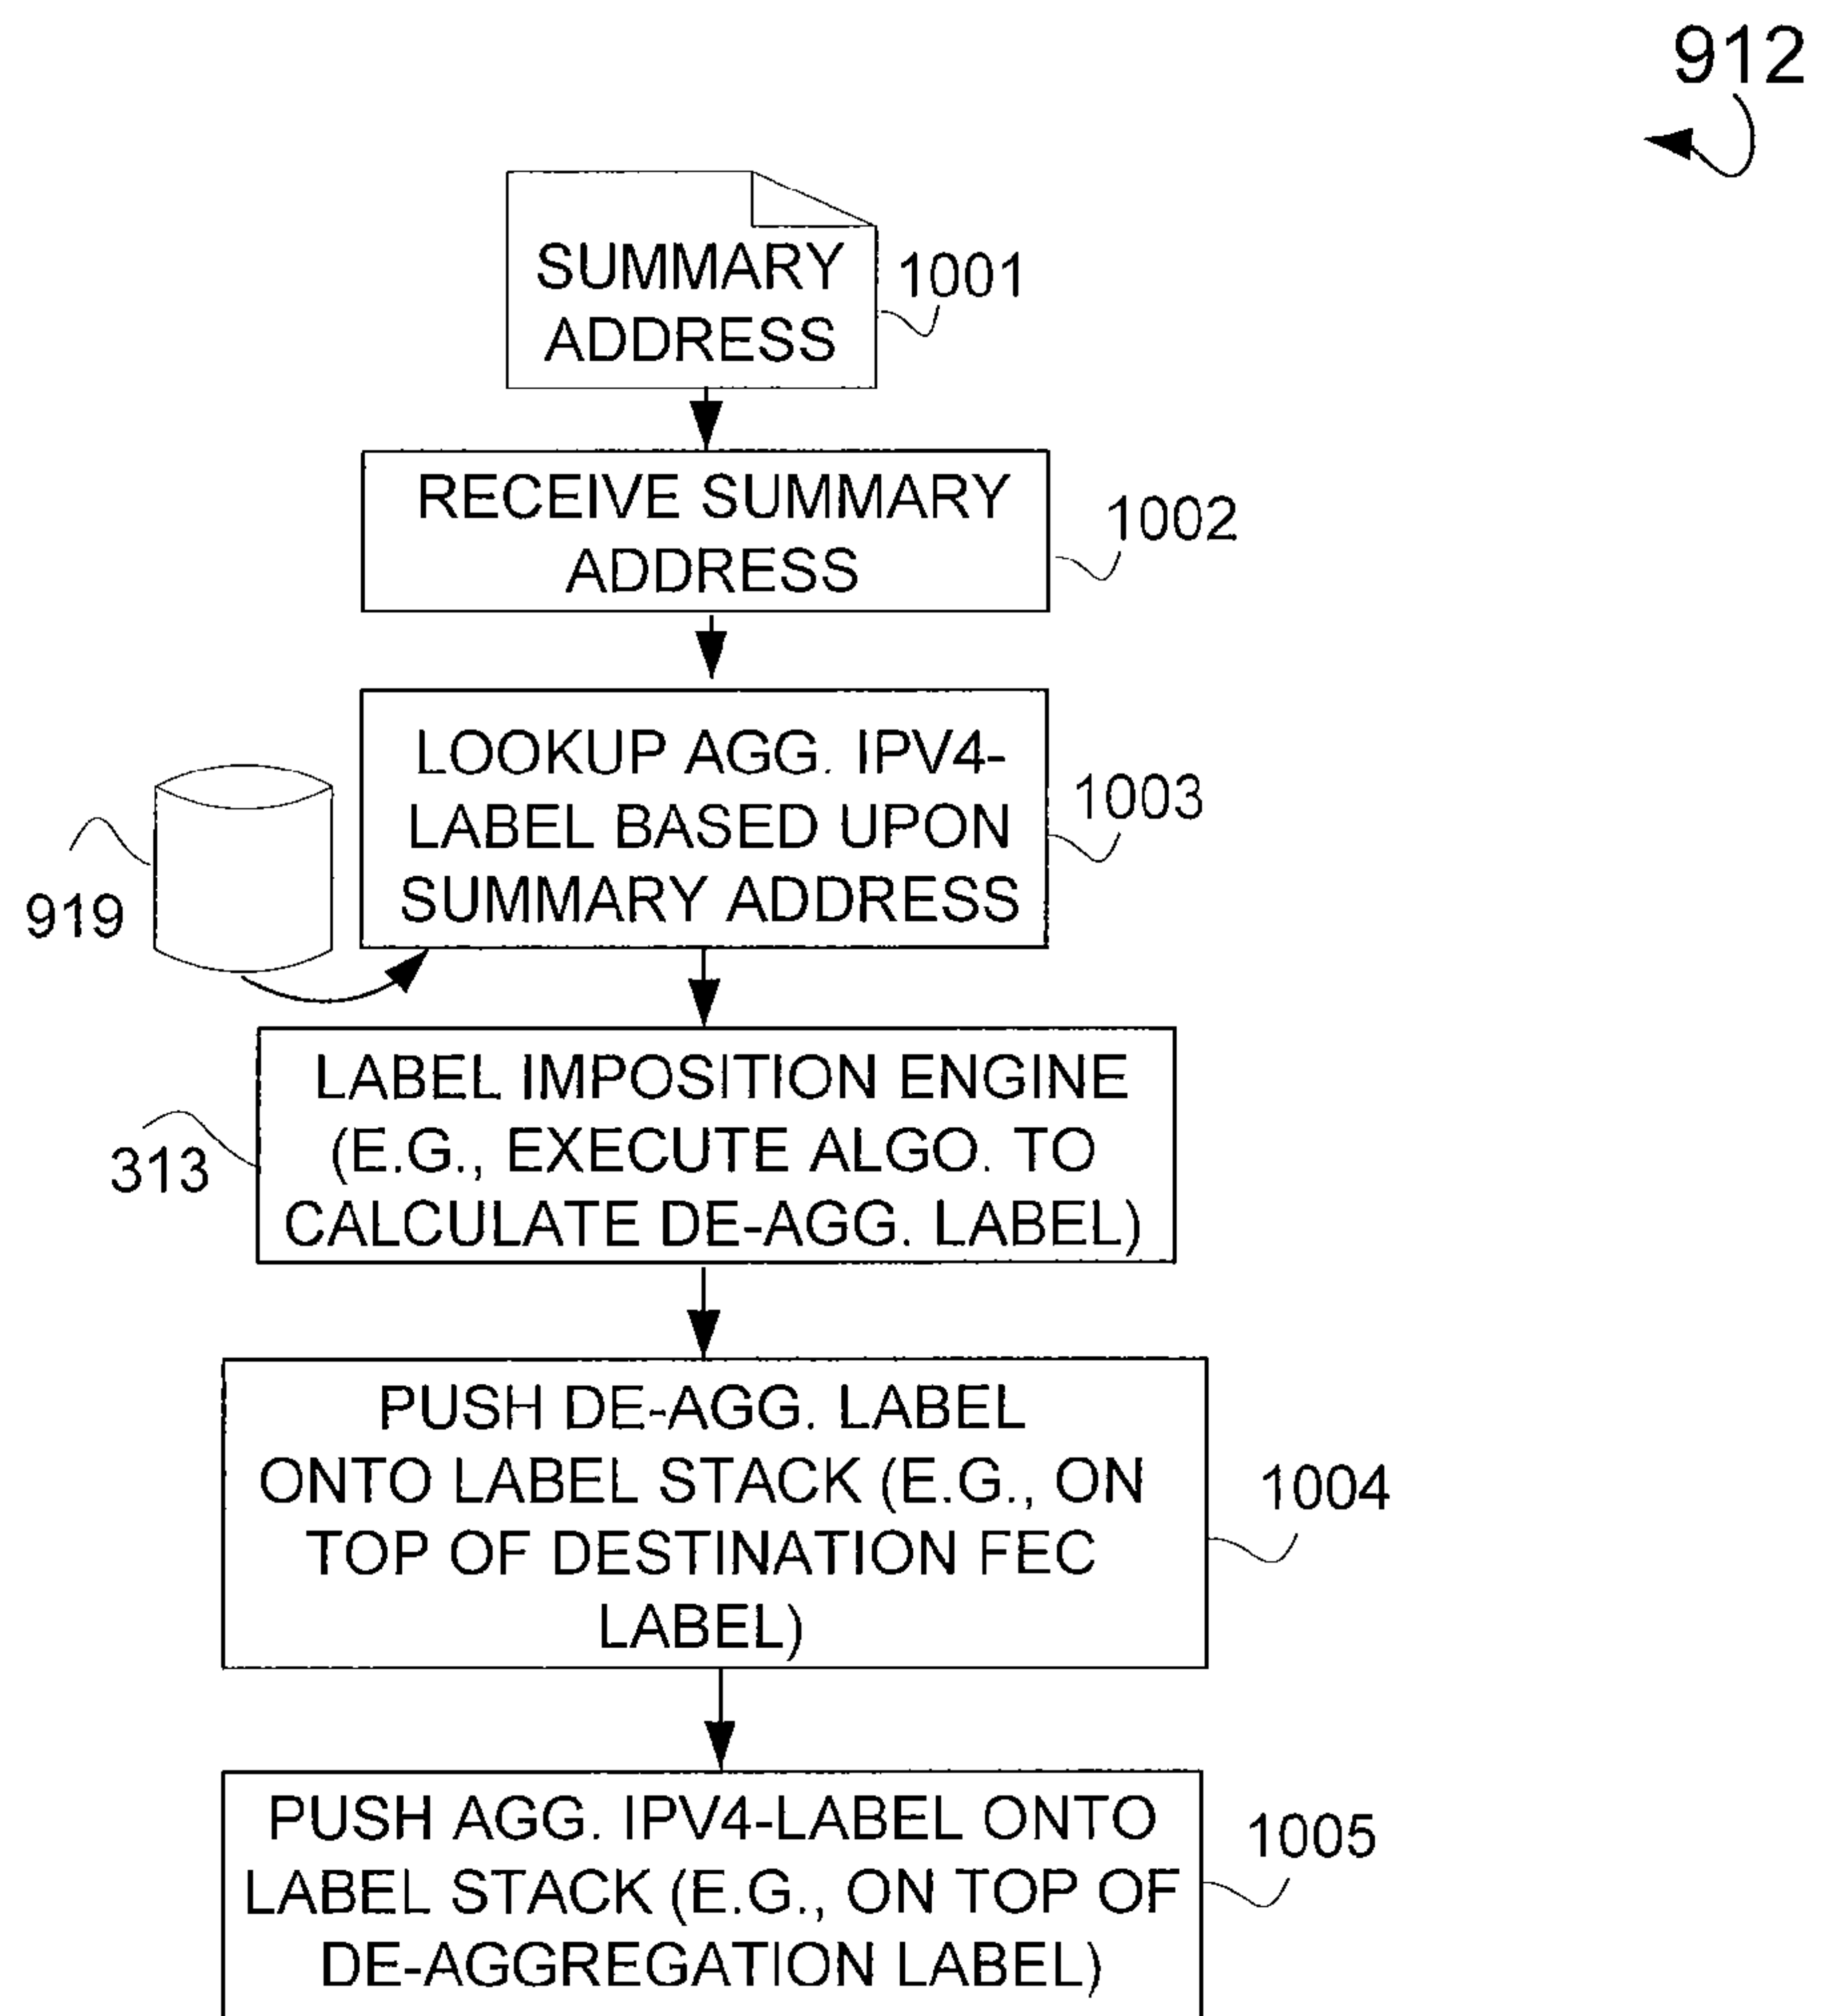 912
SUMMARY
ADDRESS
1001
RECEIVE SUMMARY
ADDRESS
1002
LOOKUP AGG. IPV4-
LABEL BASED UPON
SUMMARY ADDRESS
1003
919
LABEL IMPOSITION ENGINE
(E.G., EXECUTE ALGO. TO
CALCULATE DE-AGG. LABEL)
313
PUSH DE-AGG. LABEL
ONTO LABEL STACK (E.G., ON
TOP OF DESTINATION FEC
LABEL)
1004
PUSH AGG. IPV4-LABEL ONTO
LABEL STACK (E.G., ON TOP OF
DE-AGGREGATION LABEL)
1005